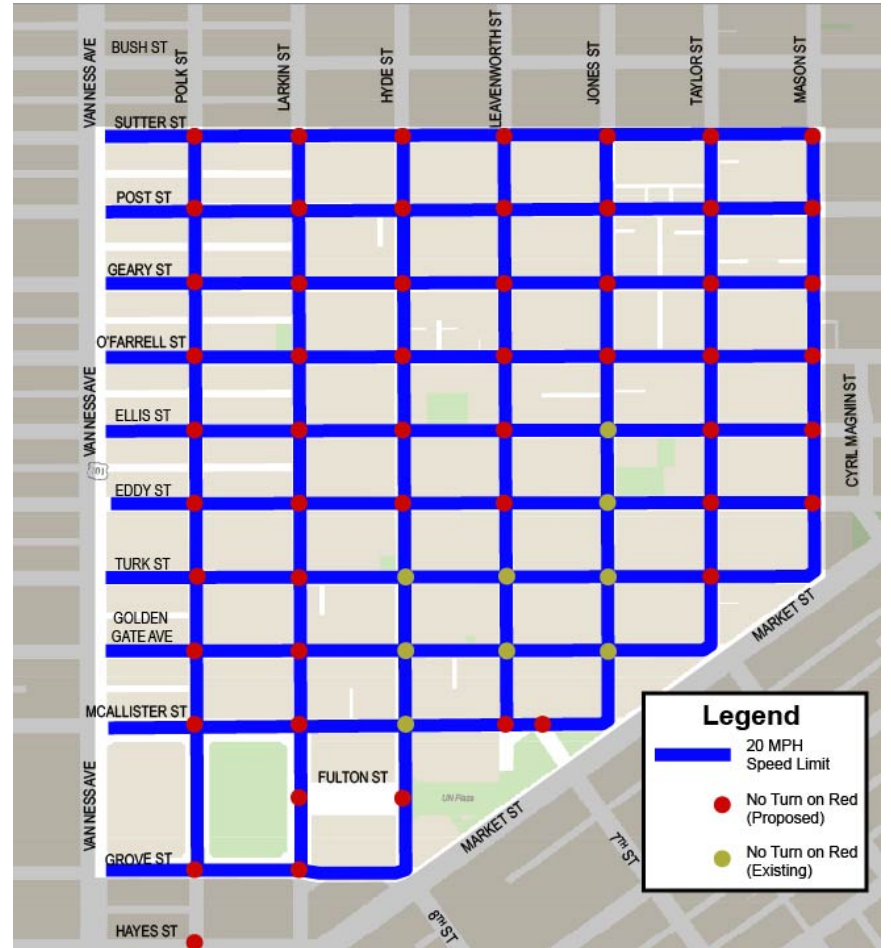 BUSH ST
VAN NESS AVE
POLK ST
LARKIN ST
HYDE ST
LEAVENWORTH ST
JONES ST
TAYLOR ST
MASON ST
SUTTER ST
POST ST
GEARY ST
O'FARRELL ST
VAN NESS AVE
ELLIS ST
CYRIL MAGNIN ST
101
EDDY ST
TURK ST
GOLDEN
GATE AVE
MARKET ST
MCALLISTER ST
VAN NESS AVE
FULTON ST
UN Plaza
MARKET ST
7TH ST
GROVE ST
8TH ST
HAYES ST
Legend
20 MPH
Speed Limit
No Turn on Red
(Proposed)
No Turn on Red
(Existing)